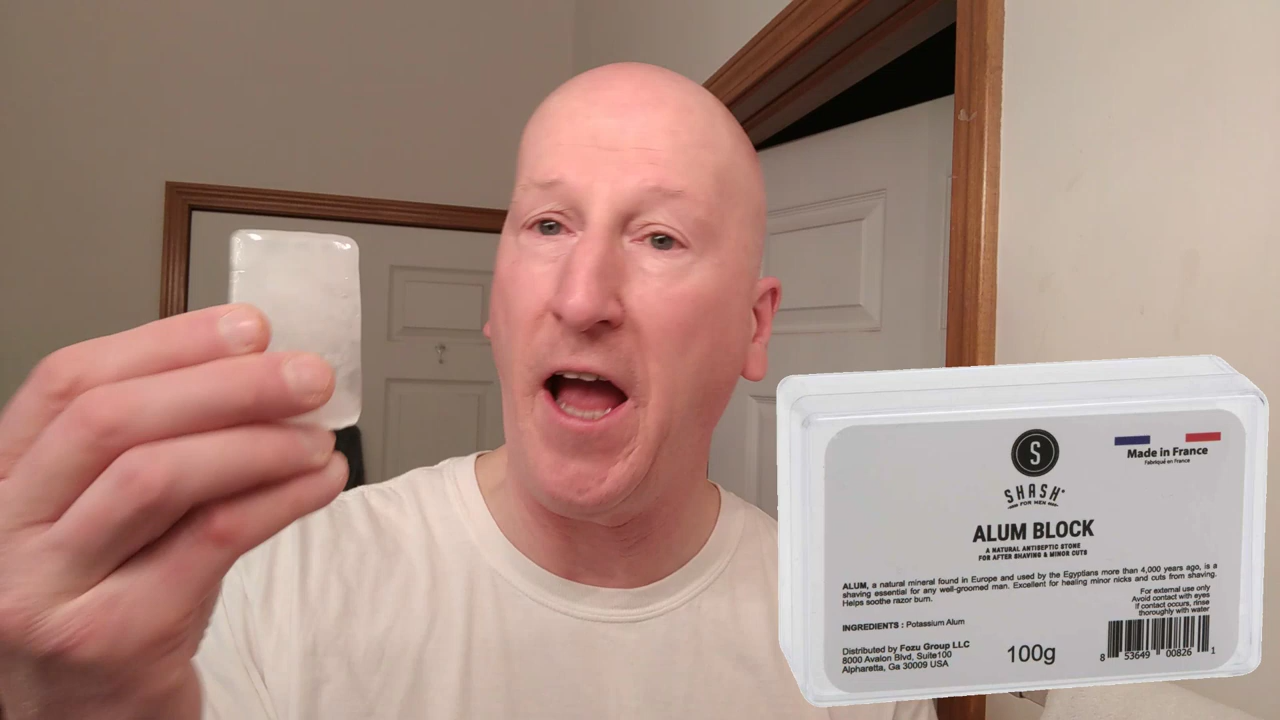 S
SHASH®
FOR MEN
Made in France
Fabriqué en France
ALUM BLOCK
A NATURAL ANTISEPTIC STONE
FOR AFTER SHAVING & MINOR CUTS
ALUM, a natural mineral found in Europe and used by the Egyptians more than 4,000 years ago, is a
shaving essential for any well-groomed man. Excellent for healing minor nicks and cuts from shaving.
Helps soothe razor burn.
For external use only
Avoid contact with eyes
If contact occurs, rinse
thoroughly with water
INGREDIENTS : Potassium Alum
Distributed by Fozu Group LLC
8000 Avalon Blvd, Suite100
Alpharetta, Ga 30009 USA
100g
8 53649 00826 1